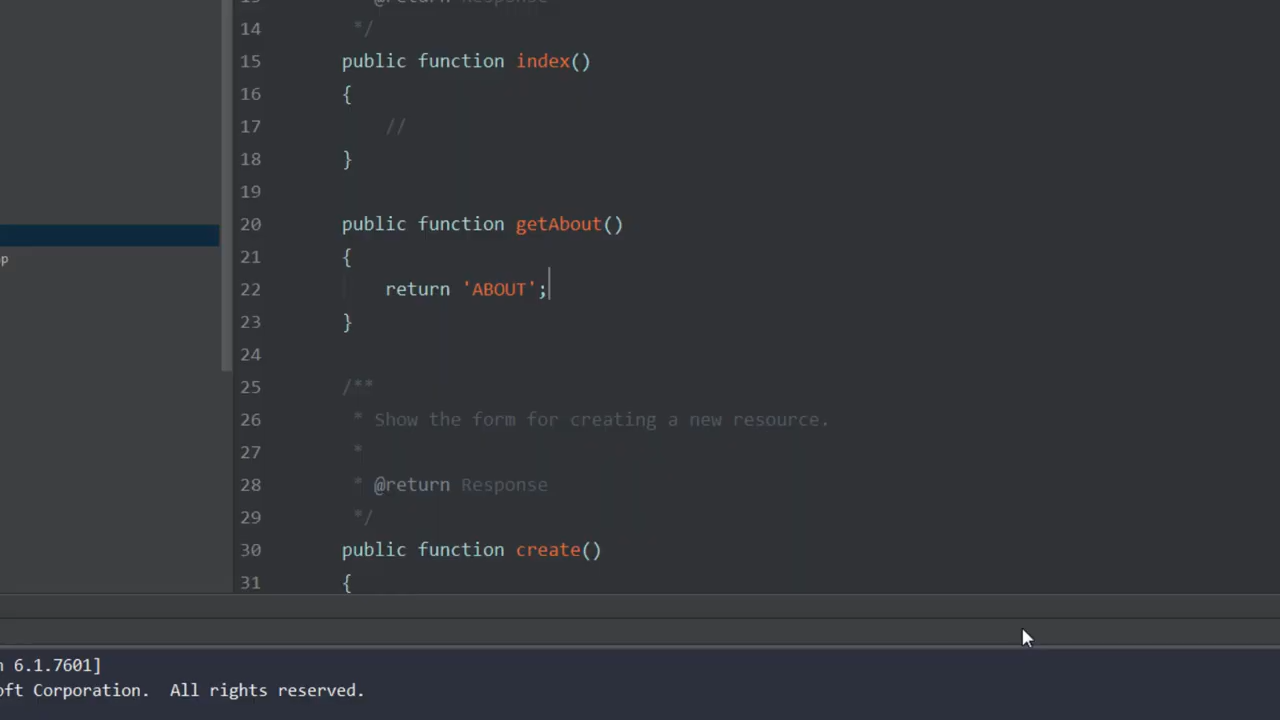 @return Response
14 */
15 public function index()
16 {
17 //
18 }
19
20 public function getAbout()
21 {
p
22 return 'ABOUT';
23 }
24
25 /**
26 * Show the form for creating a new resource.
27 *
28 * @return Response
29 */
30 public function create()
31 {
6.1.7601]
oft Corporation. All rights reserved.